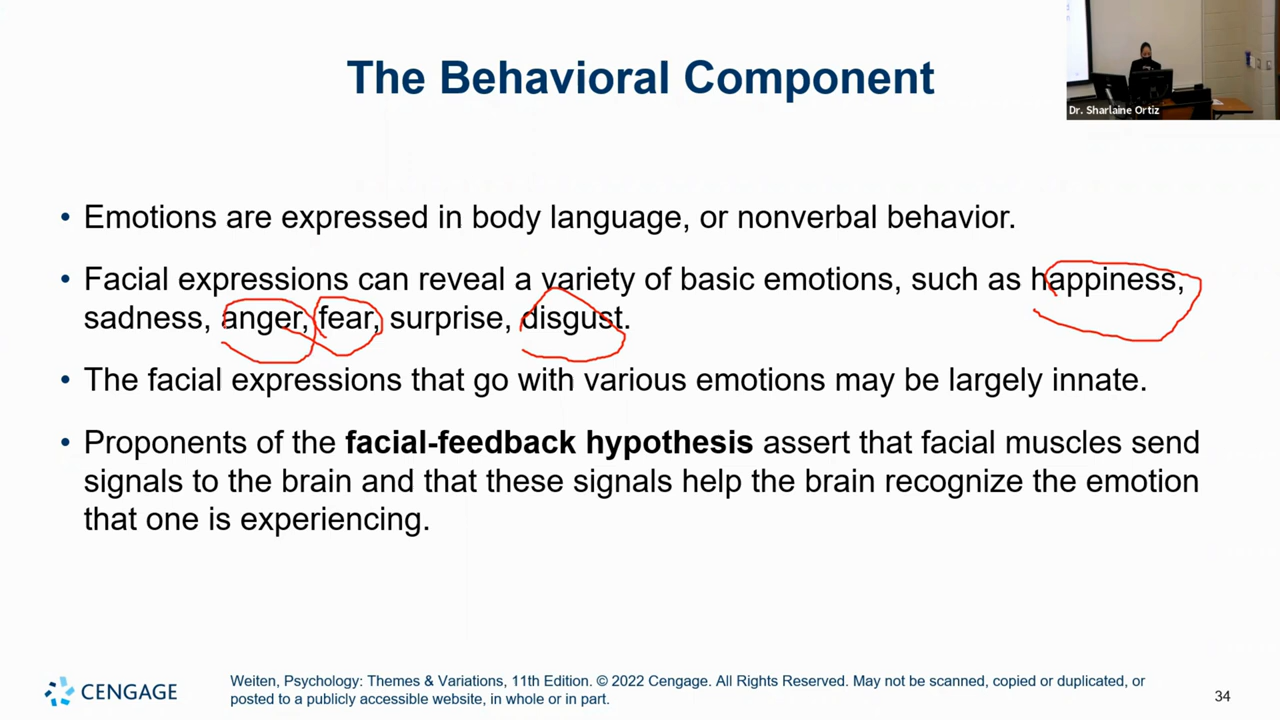 The Behavioral Component
Dr. Sharlaine Ortiz
• Emotions are expressed in body language, or nonverbal behavior.
• Facial expressions can reveal a variety of basic emotions, such as happiness,
sadness, anger, fear, surprise, disgust.
• The facial expressions that go with various emotions may be largely innate.
• Proponents of the facial-feedback hypothesis assert that facial muscles send
signals to the brain and that these signals help the brain recognize the emotion
that one is experiencing.
CENGAGE
Weiten, Psychology: Themes & Variations, 11th Edition. © 2022 Cengage. All Rights Reserved. May not be scanned, copied or duplicated, or
posted to a publicly accessible website, in whole or in part.
34